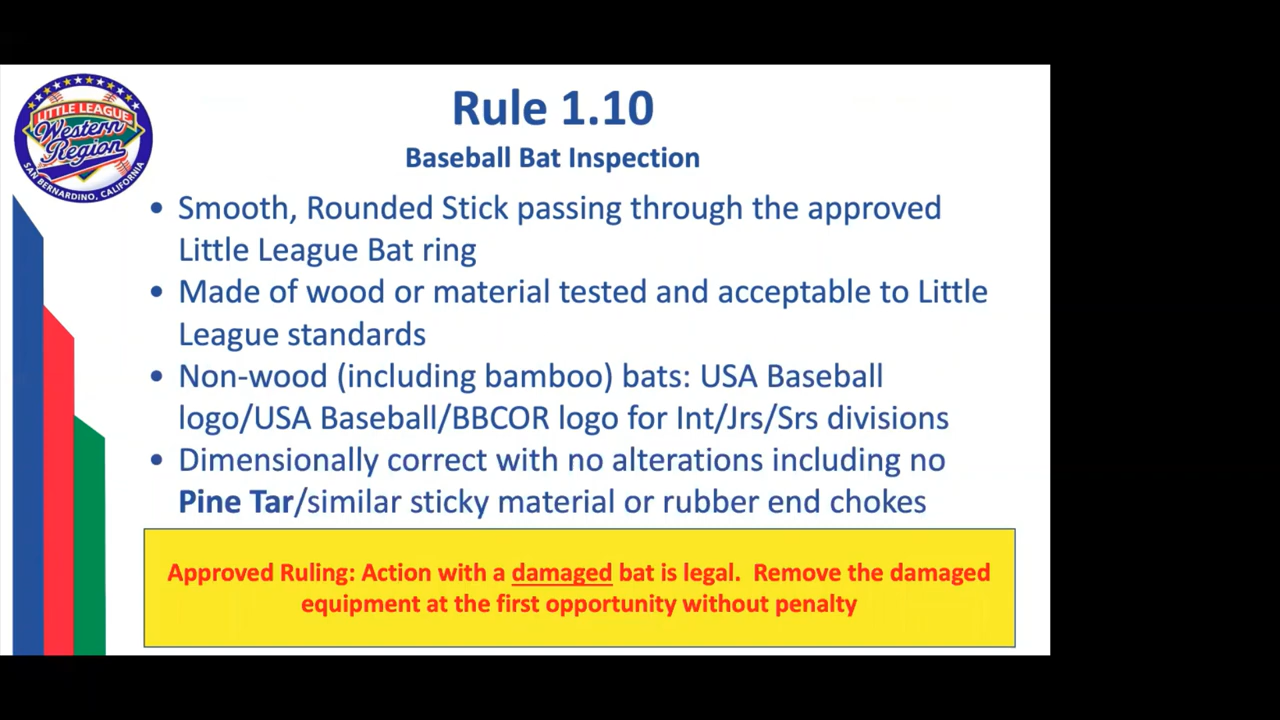 LITTLE LEAGUE
Western
Region
SAN BERNARDINO, CALIFORNIA
Rule 1.10
Baseball Bat Inspection
• Smooth, Rounded Stick passing through the approved
Little League Bat ring
• Made of wood or material tested and acceptable to Little
League standards
• Non-wood (including bamboo) bats: USA Baseball
logo/USA Baseball/BBCOR logo for Int/Jrs/Srs divisions
• Dimensionally correct with no alterations including no
Pine Tar/similar sticky material or rubber end chokes
Approved Ruling: Action with a damaged bat is legal.  Remove the damaged
equipment at the first opportunity without penalty